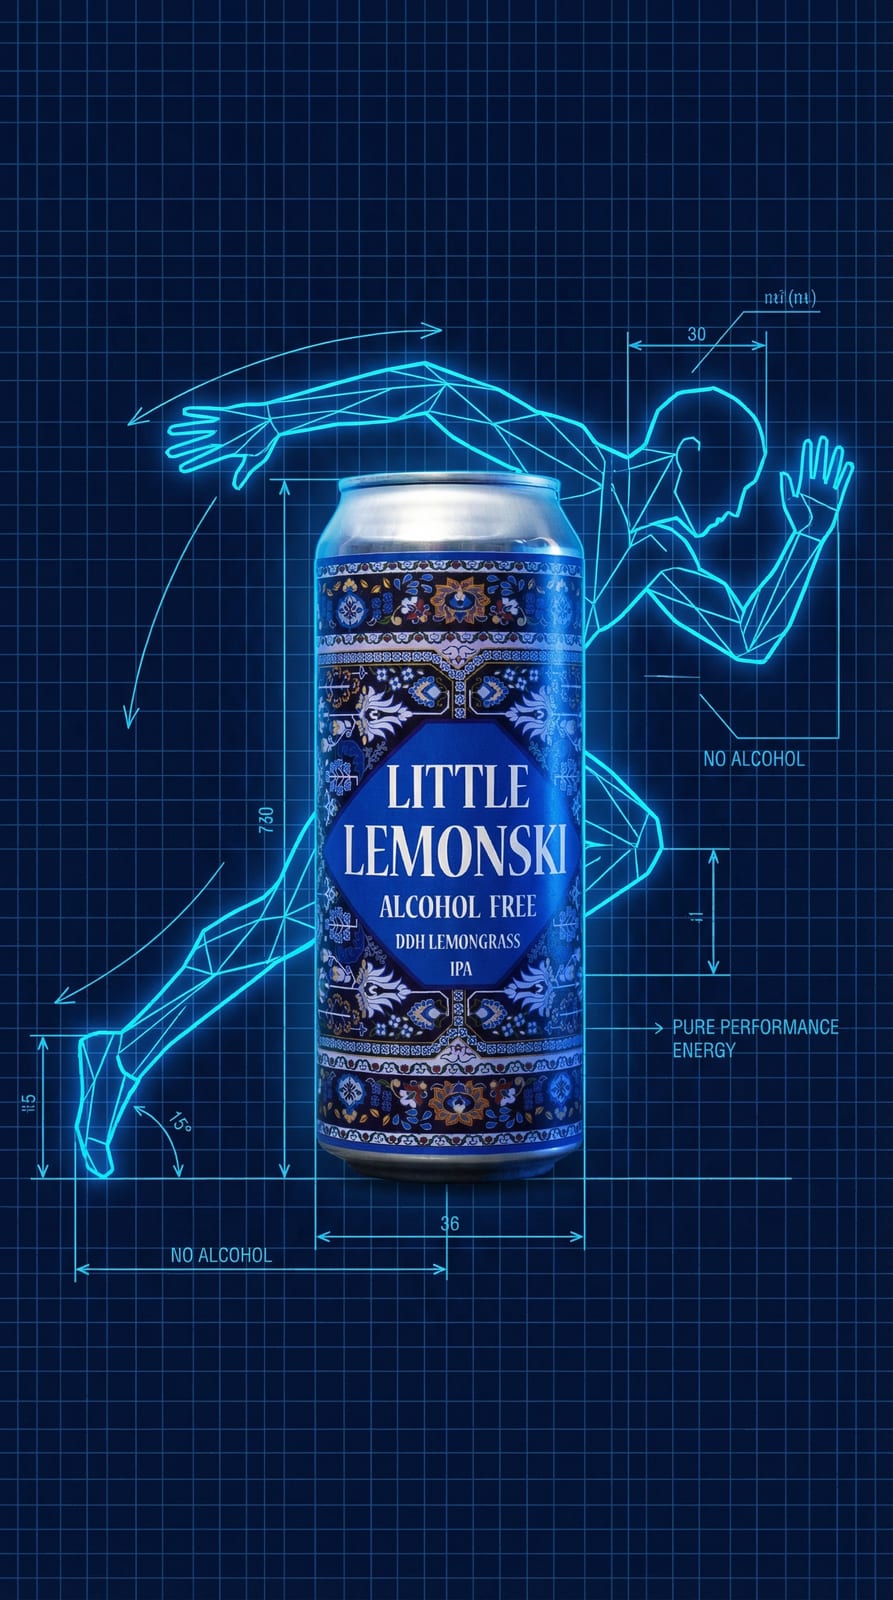 30
NO ALCOHOL
730
LITTLE
LEMONSKI
ALCOHOL FREE
DDH LEMONGRASS
IPA
PURE PERFORMANCE
ENERGY
15°
36
NO ALCOHOL